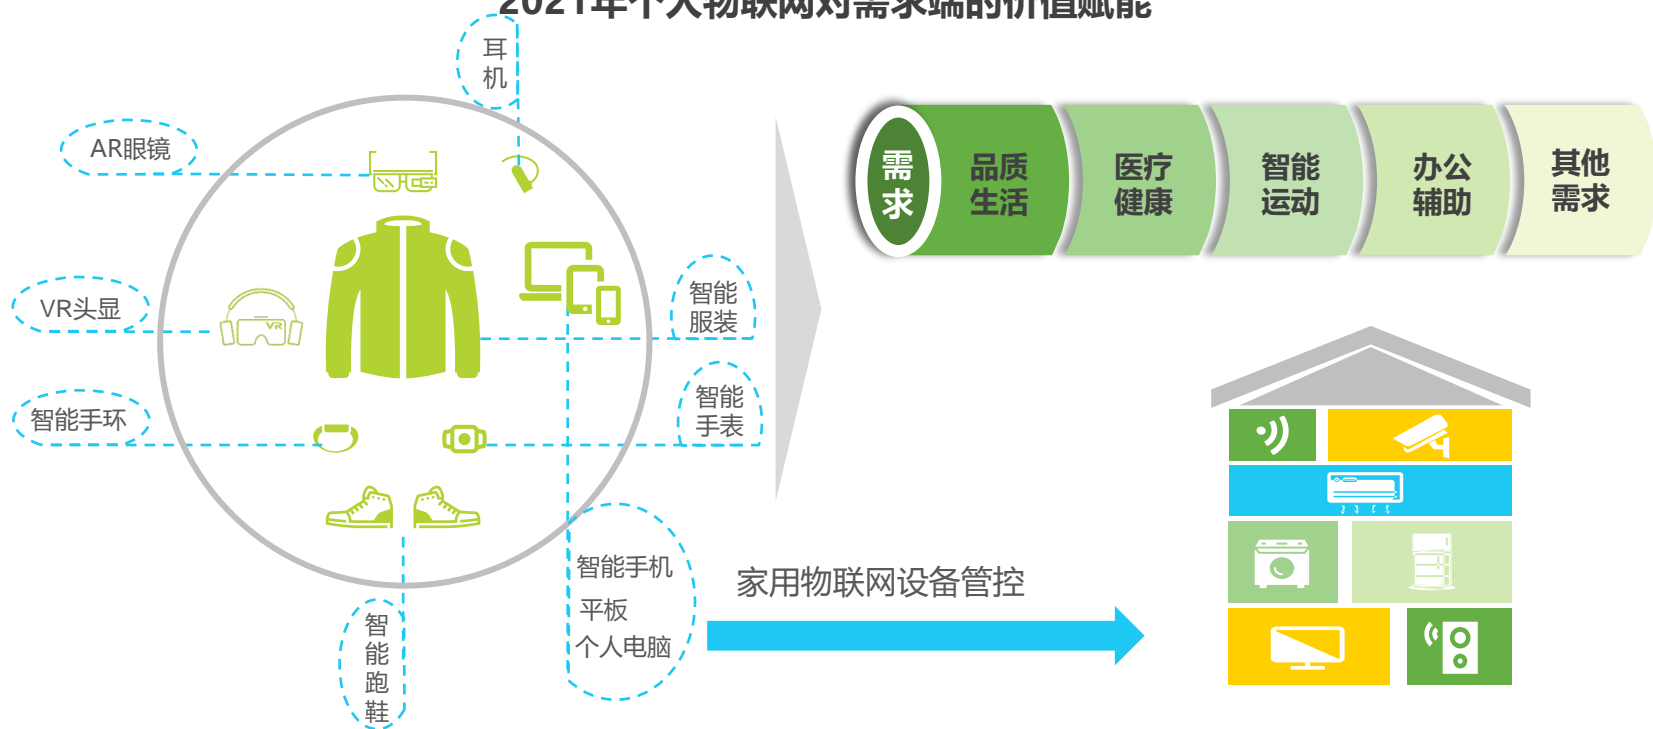 2021年个人物联网对需求端的价值赋能
耳
机
AR眼镜
VR头显
VR
智能手环
智能
服装
智能
手表
智能手机
平板
个人电脑
智
能
跑
鞋
需
求
品质
生活
医疗
健康
智能
运动
办公
辅助
其他
需求
家用物联网设备管控